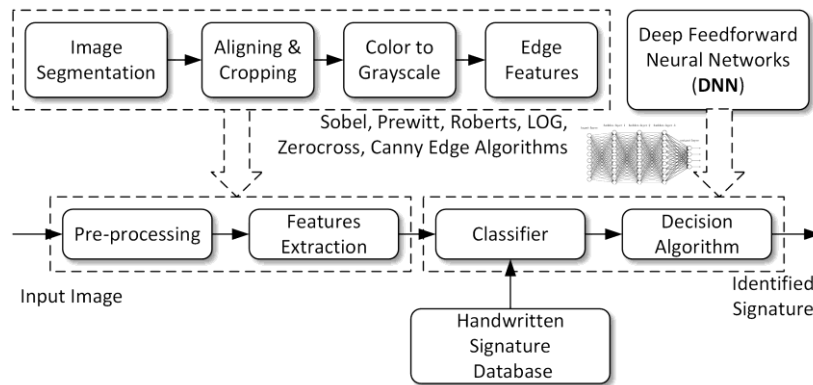 Image
Segmentation
Aligning &
Cropping
Color to
Grayscale
Edge
Features
Deep Feedforward
Neural Networks
(DNN)
Sobel, Prewitt, Roberts, LOG,
Zerocross, Canny Edge Algorithms
Pre-processing
Features
Extraction
Classifier
Decision
Algorithm
Input Image
Identified
Signature
Handwritten
Signature
Database